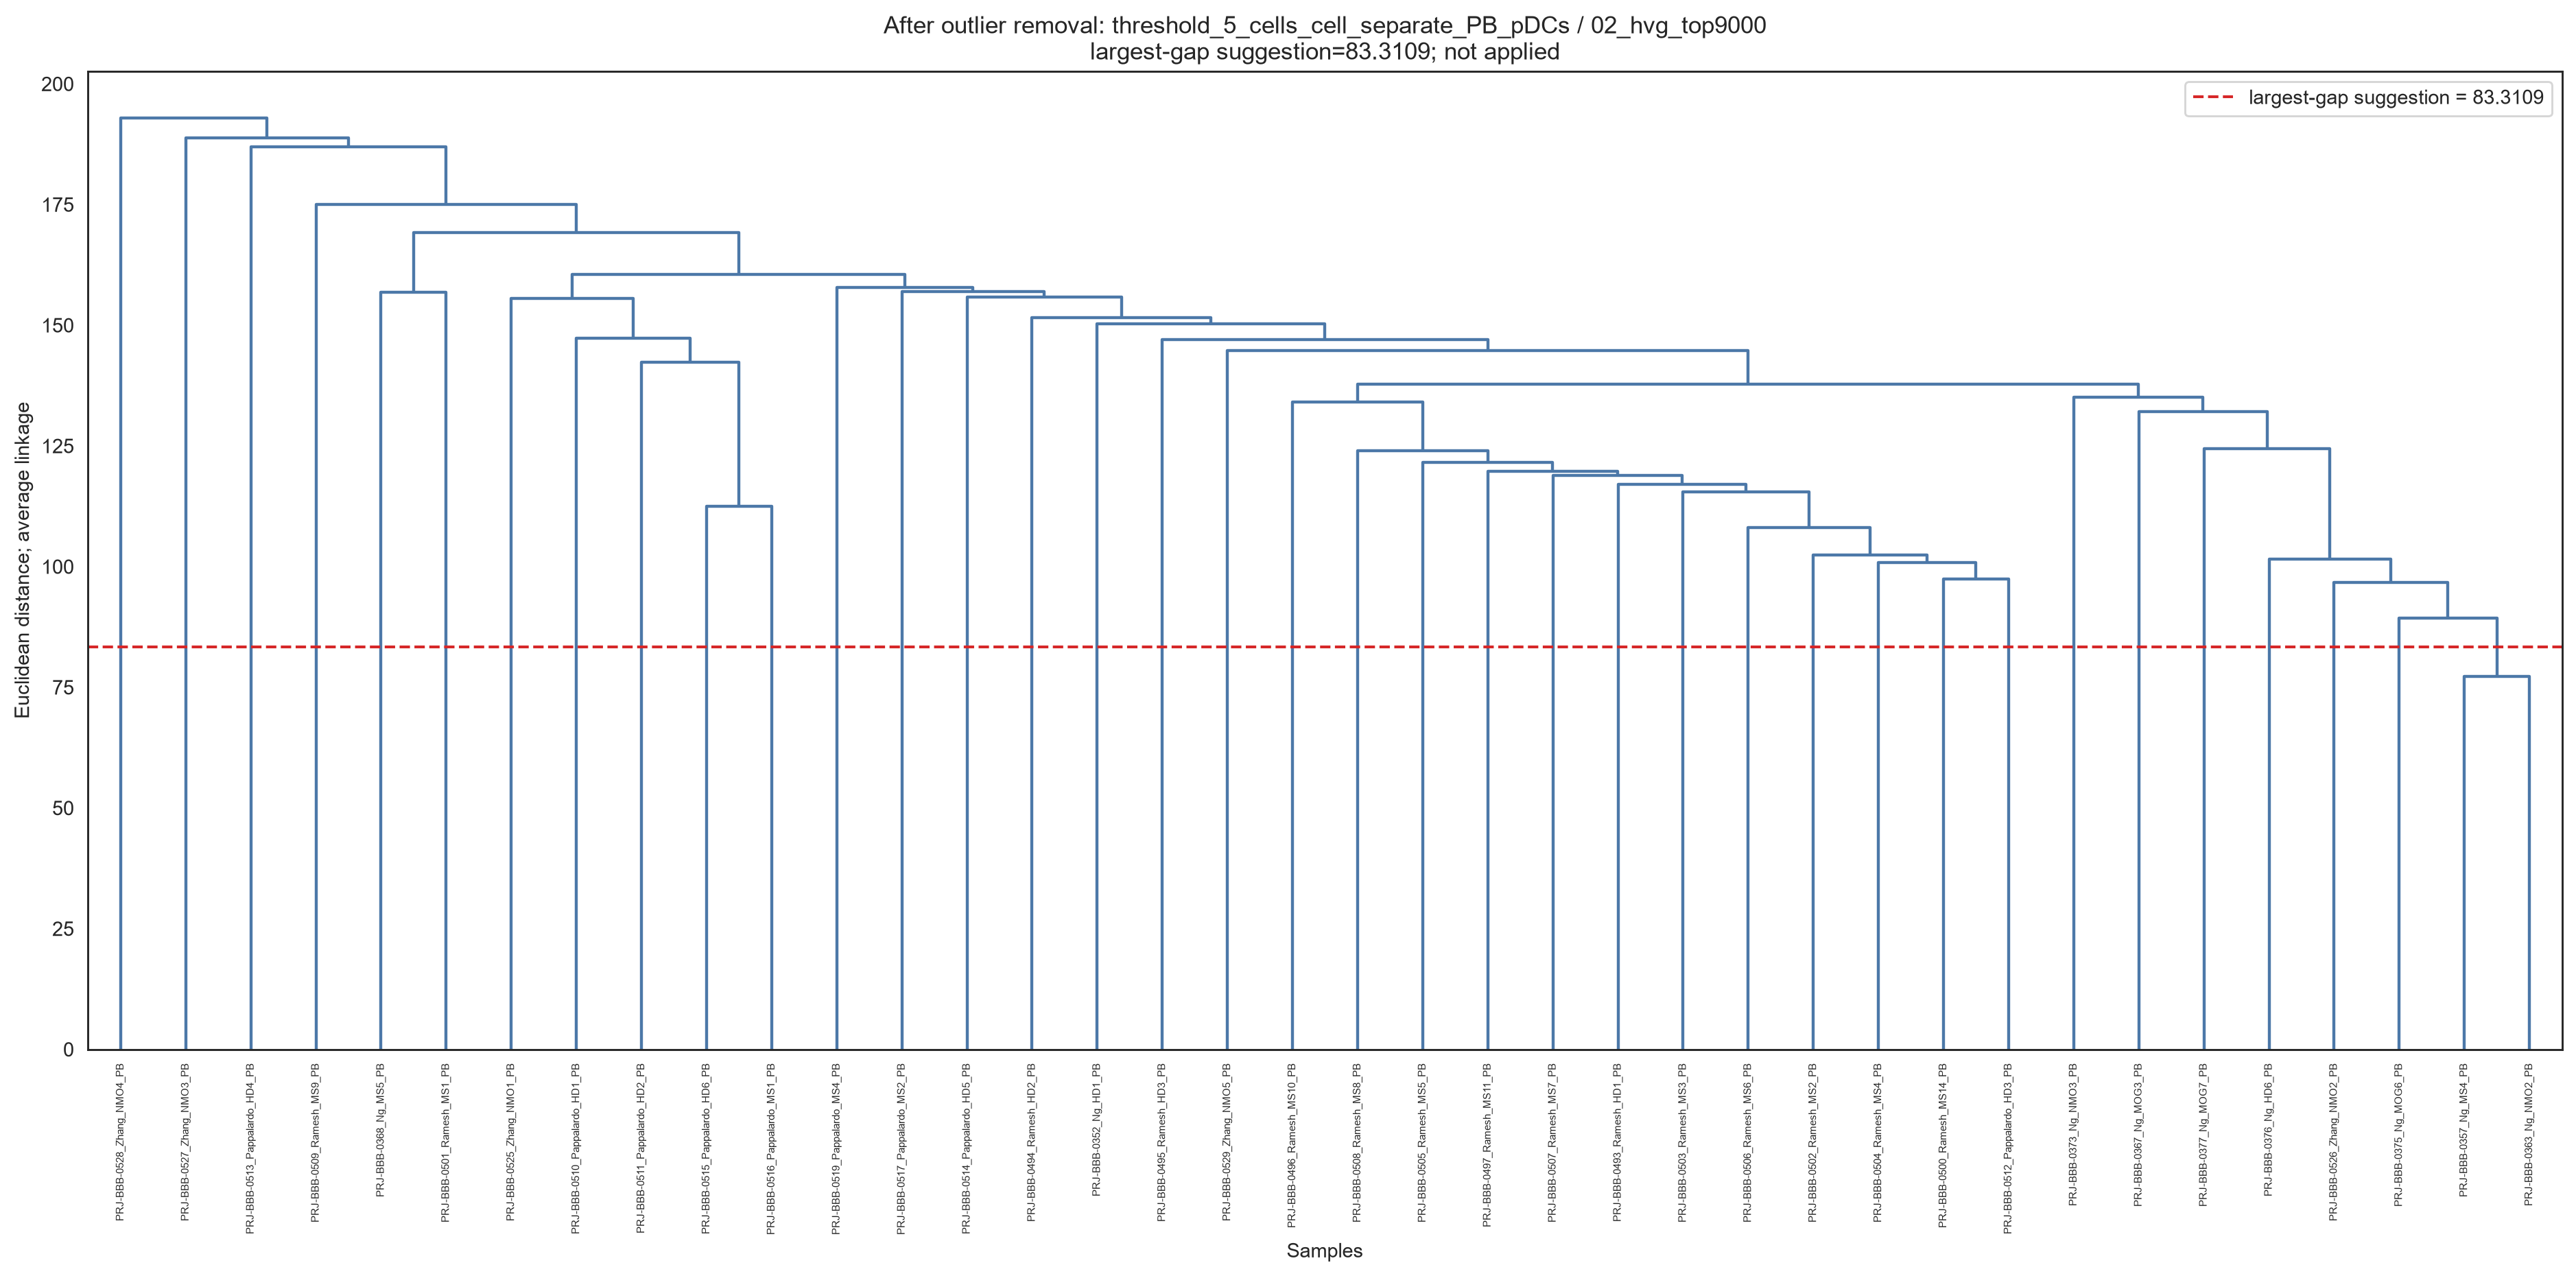 After outlier removal: threshold_5_cells_cell_separate_PB_pDCs / 02_hvg_top9000
largest-gap suggestion=83.3109; not applied
largest-gap suggestion = 83.3109
Euclidean distance; average linkage
200
175
150
125
100
75
50
25
0
PRJ-BBB-0528_Zhang_NMO4_PB
PRJ-BBB-0527_Zhang_NMO3_PB
PRJ-BBB-0513_Pappalardo_HD4_PB
PRJ-BBB-0509_Ramesh_MS9_PB
PRJ-BBB-0368_Ng_MS5_PB
PRJ-BBB-0501_Ramesh_MS1_PB
PRJ-BBB-0525_Zhang_NMO1_PB
PRJ-BBB-0510_Pappalardo_HD1_PB
PRJ-BBB-0511_Pappalardo_HD2_PB
PRJ-BBB-0515_Pappalardo_HD6_PB
PRJ-BBB-0516_Pappalardo_MS1_PB
PRJ-BBB-0519_Pappalardo_MS4_PB
PRJ-BBB-0517_Pappalardo_MS2_PB
PRJ-BBB-0514_Pappalardo_HD5_PB
PRJ-BBB-0494_Ramesh_HD2_PB
PRJ-BBB-0352_Ng_HD1_PB
PRJ-BBB-0495_Ramesh_HD3_PB
PRJ-BBB-0529_Zhang_NMO5_PB
PRJ-BBB-0496_Ramesh_MS10_PB
PRJ-BBB-0508_Ramesh_MS8_PB
PRJ-BBB-0505_Ramesh_MS5_PB
PRJ-BBB-0497_Ramesh_MS11_PB
PRJ-BBB-0507_Ramesh_MS7_PB
PRJ-BBB-0493_Ramesh_HD1_PB
PRJ-BBB-0503_Ramesh_MS3_PB
PRJ-BBB-0506_Ramesh_MS6_PB
PRJ-BBB-0502_Ramesh_MS2_PB
PRJ-BBB-0504_Ramesh_MS4_PB
PRJ-BBB-0500_Ramesh_MS14_PB
PRJ-BBB-0512_Pappalardo_HD3_PB
PRJ-BBB-0373_Ng_NMO3_PB
PRJ-BBB-0367_Ng_MOG3_PB
PRJ-BBB-0377_Ng_MOG7_PB
PRJ-BBB-0376_Ng_HD6_PB
PRJ-BBB-0526_Zhang_NMO2_PB
PRJ-BBB-0375_Ng_MOG6_PB
PRJ-BBB-0357_Ng_MS4_PB
PRJ-BBB-0363_Ng_NMO2_PB
Samples